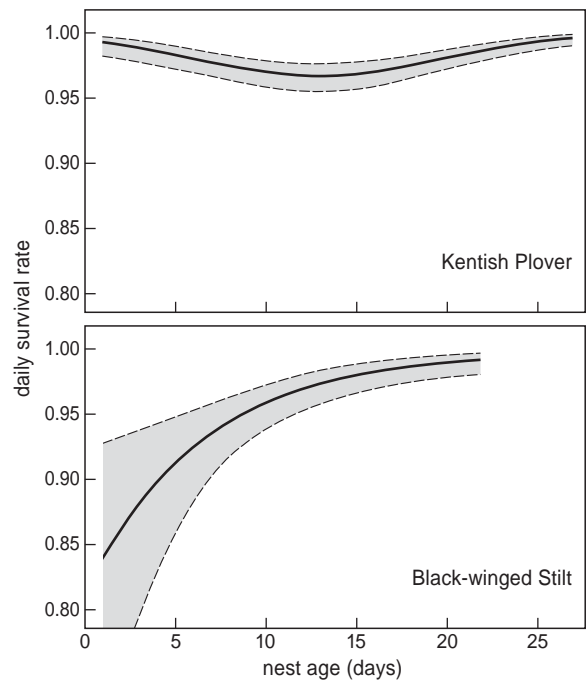 1.00
0.95
0.90
0.85
0.80
Kentish Plover
daily survival rate
1.00
0.95
0.90
0.85
0.80
Black-winged Stilt
0 5 10 15 20 25
nest age (days)